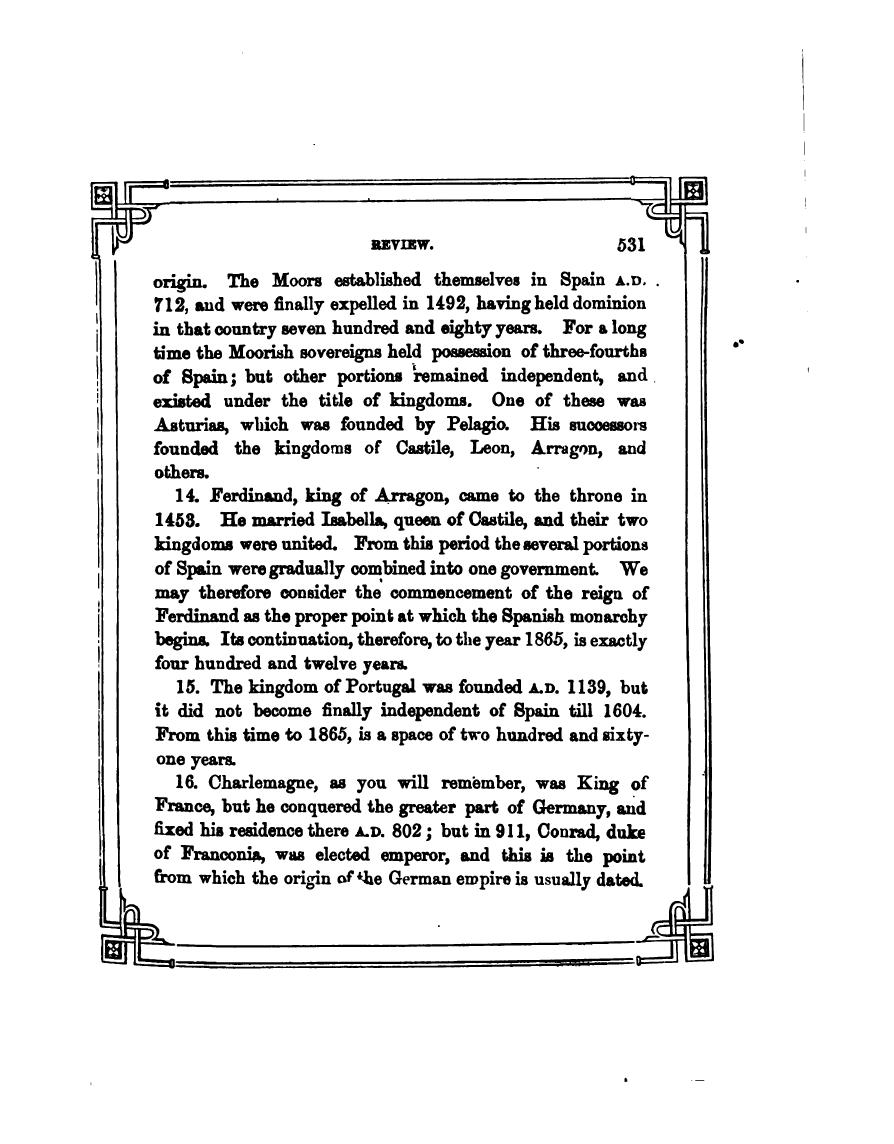 REVIEW. 531
origin. The Moors established themselves in Spain A.D.
712, and were finally expelled in 1492, having held dominion
in that country seven hundred and eighty years. For a long
time the Moorish sovereigns held possession of three-fourths
of Spain; but other portions remained independent, and
existed under the title of kingdoms. One of these was
Asturias, which was founded by Pelagio. His successors
founded the kingdoms of Castile, Leon, Arragon, and
others.
14. Ferdinand, king of Arragon, came to the throne in
1453. He married Isabella, queen of Castile, and their two
kingdoms were united. From this period the several portions
of Spain were gradually combined into one government. We
may therefore consider the commencement of the reign of
Ferdinand as the proper point at which the Spanish monarchy
begins. Its continuation, therefore, to the year 1865, is exactly
four hundred and twelve years.
15. The kingdom of Portugal was founded A.D. 1139, but
it did not become finally independent of Spain till 1604.
From this time to 1865, is a space of two hundred and sixty-
one years.
16. Charlemagne, as you will remember, was King of
France, but he conquered the greater part of Germany, and
fixed his residence there A.D. 802; but in 911, Conrad, duke
of Franconia, was elected emperor, and this is the point
from which the origin of the German empire is usually dated.